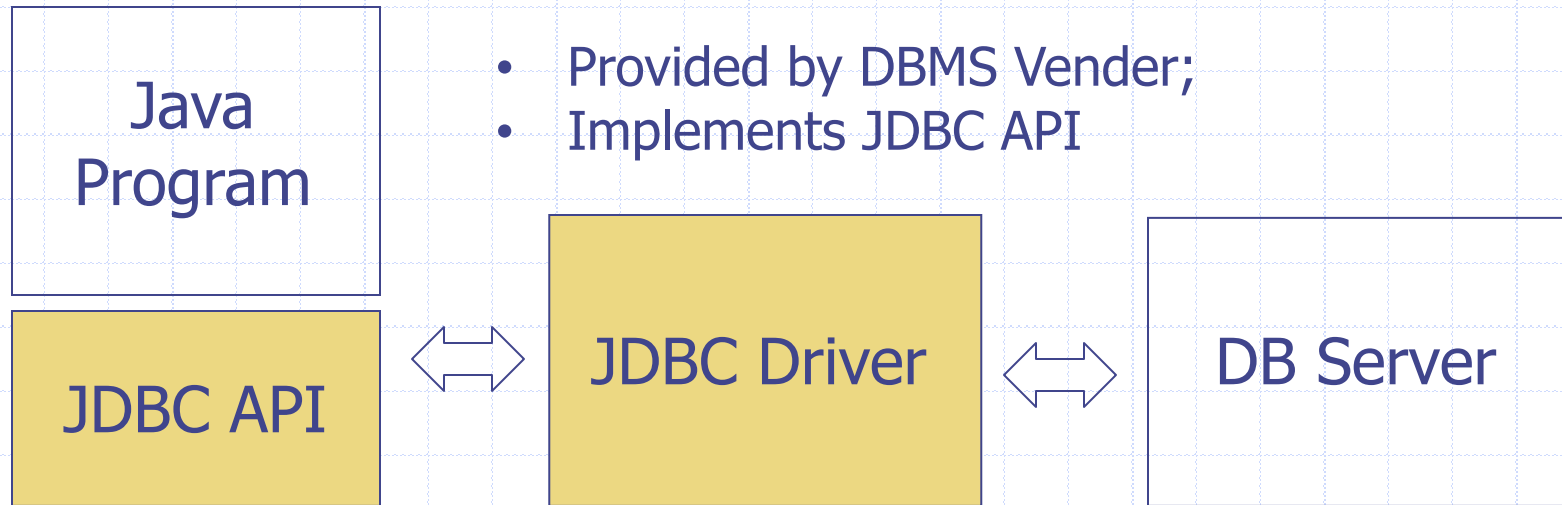 Java
Program
• Provided by DBMS Vender;
• Implements JDBC API
JDBC API
JDBC Driver
DB Server